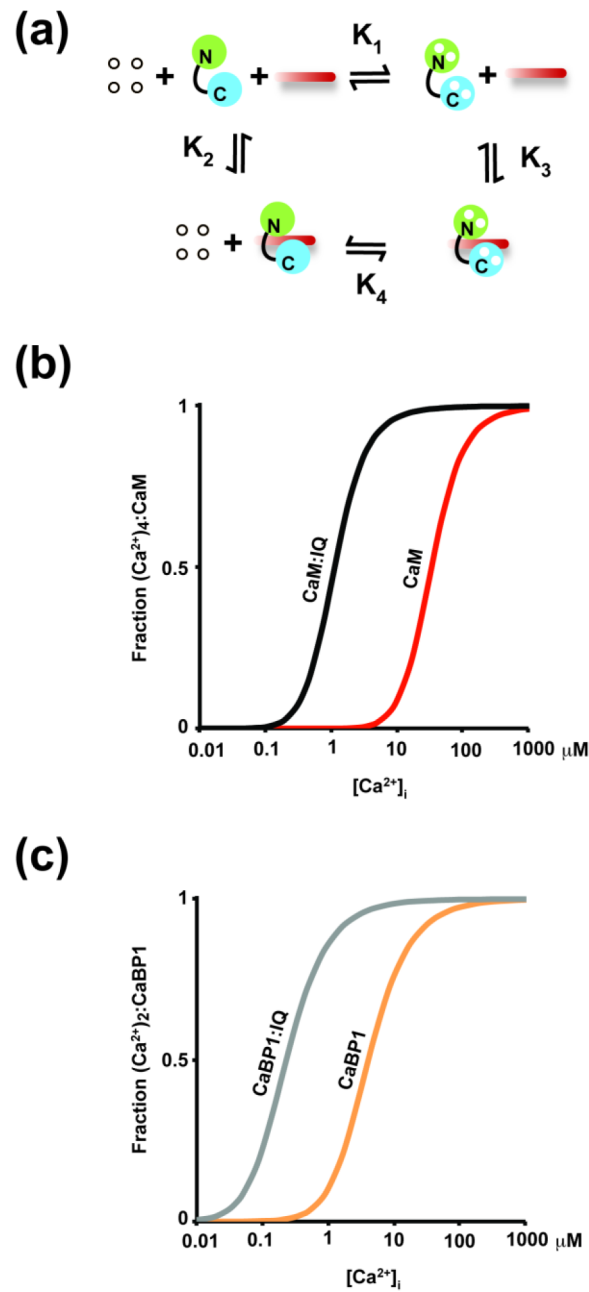 (a)
K₁
N
C
+
+
N
C
+
K₂
K₃
+
N
C
N
C
K₄
(b)
Fraction (Ca²⁺)₄:CaM
1
0.5
0
CaM:IQ
CaM
0.01 0.1 1 10 100 1000 μM
[Ca²⁺]ᵢ
(c)
Fraction (Ca²⁺)₂:CaBP1
1
0.5
0
CaBP1:IQ
CaBP1
0.01 0.1 1 10 100 1000 μM
[Ca²⁺]ᵢ